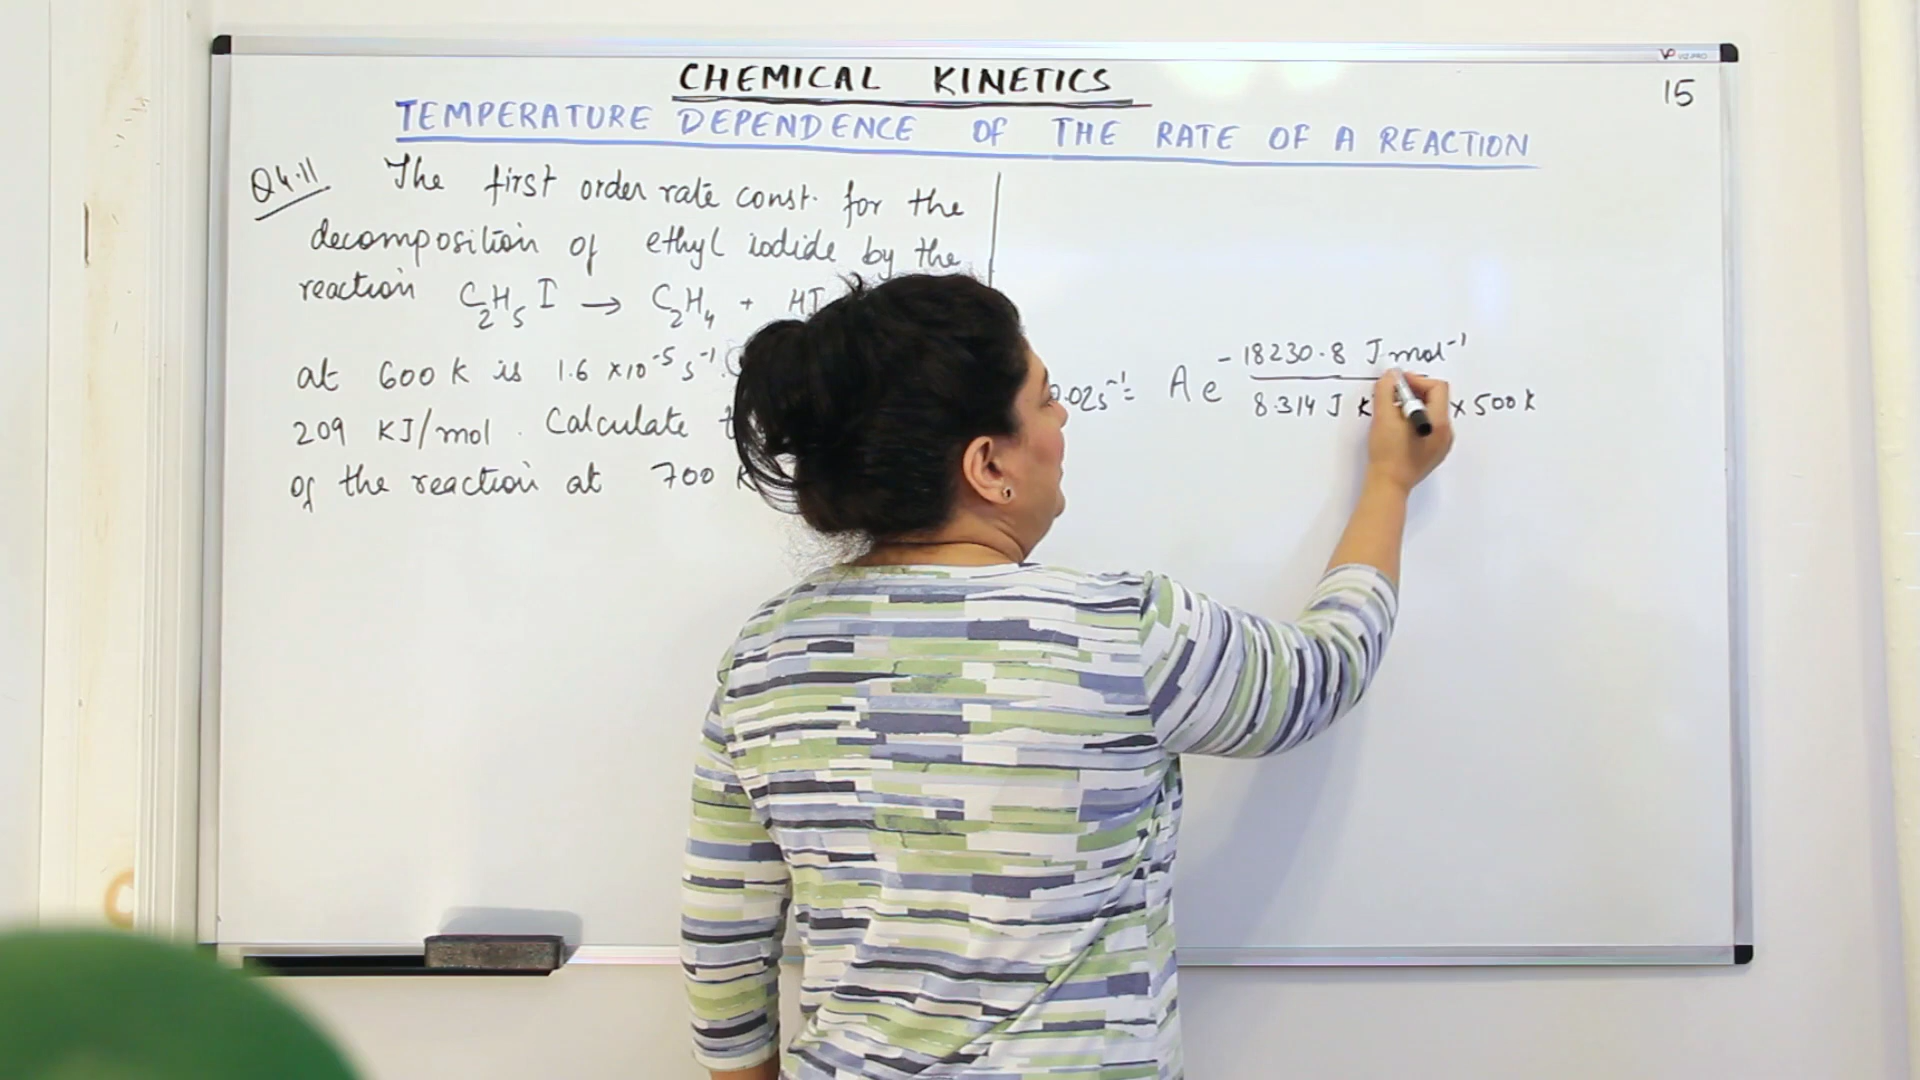 CHEMICAL KINETICS
15
TEMPERATURE DEPENDENCE OF THE RATE OF A REACTION
Q4.11 The first order rate const. for the
decomposition of ethyl iodide by the
reaction C₂H₅I → C₂H₄ + HI
at 600 K is 1.6 ×10⁻⁵ s⁻¹.
209 KJ/mol. Calculate
of the reaction at 700 K
.02s⁻¹ = A e
- 18230.8 J mol⁻¹
8.314 J K × 500 K